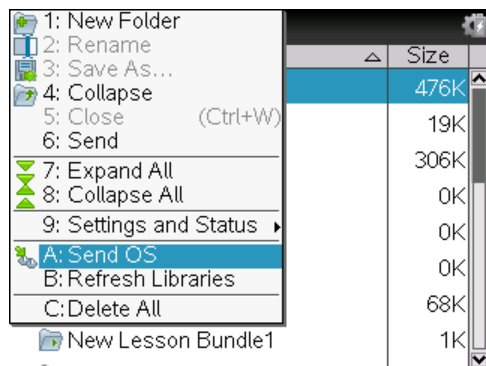 1: New Folder
2: Rename
3: Save As...
4: Collapse
5: Close (Ctrl+W)
6: Send
7: Expand All
8: Collapse All
9: Settings and Status
A: Send OS
B: Refresh Libraries
C: Delete All
New Lesson Bundle1
Size
476K
19K
306K
0K
0K
0K
68K
1K